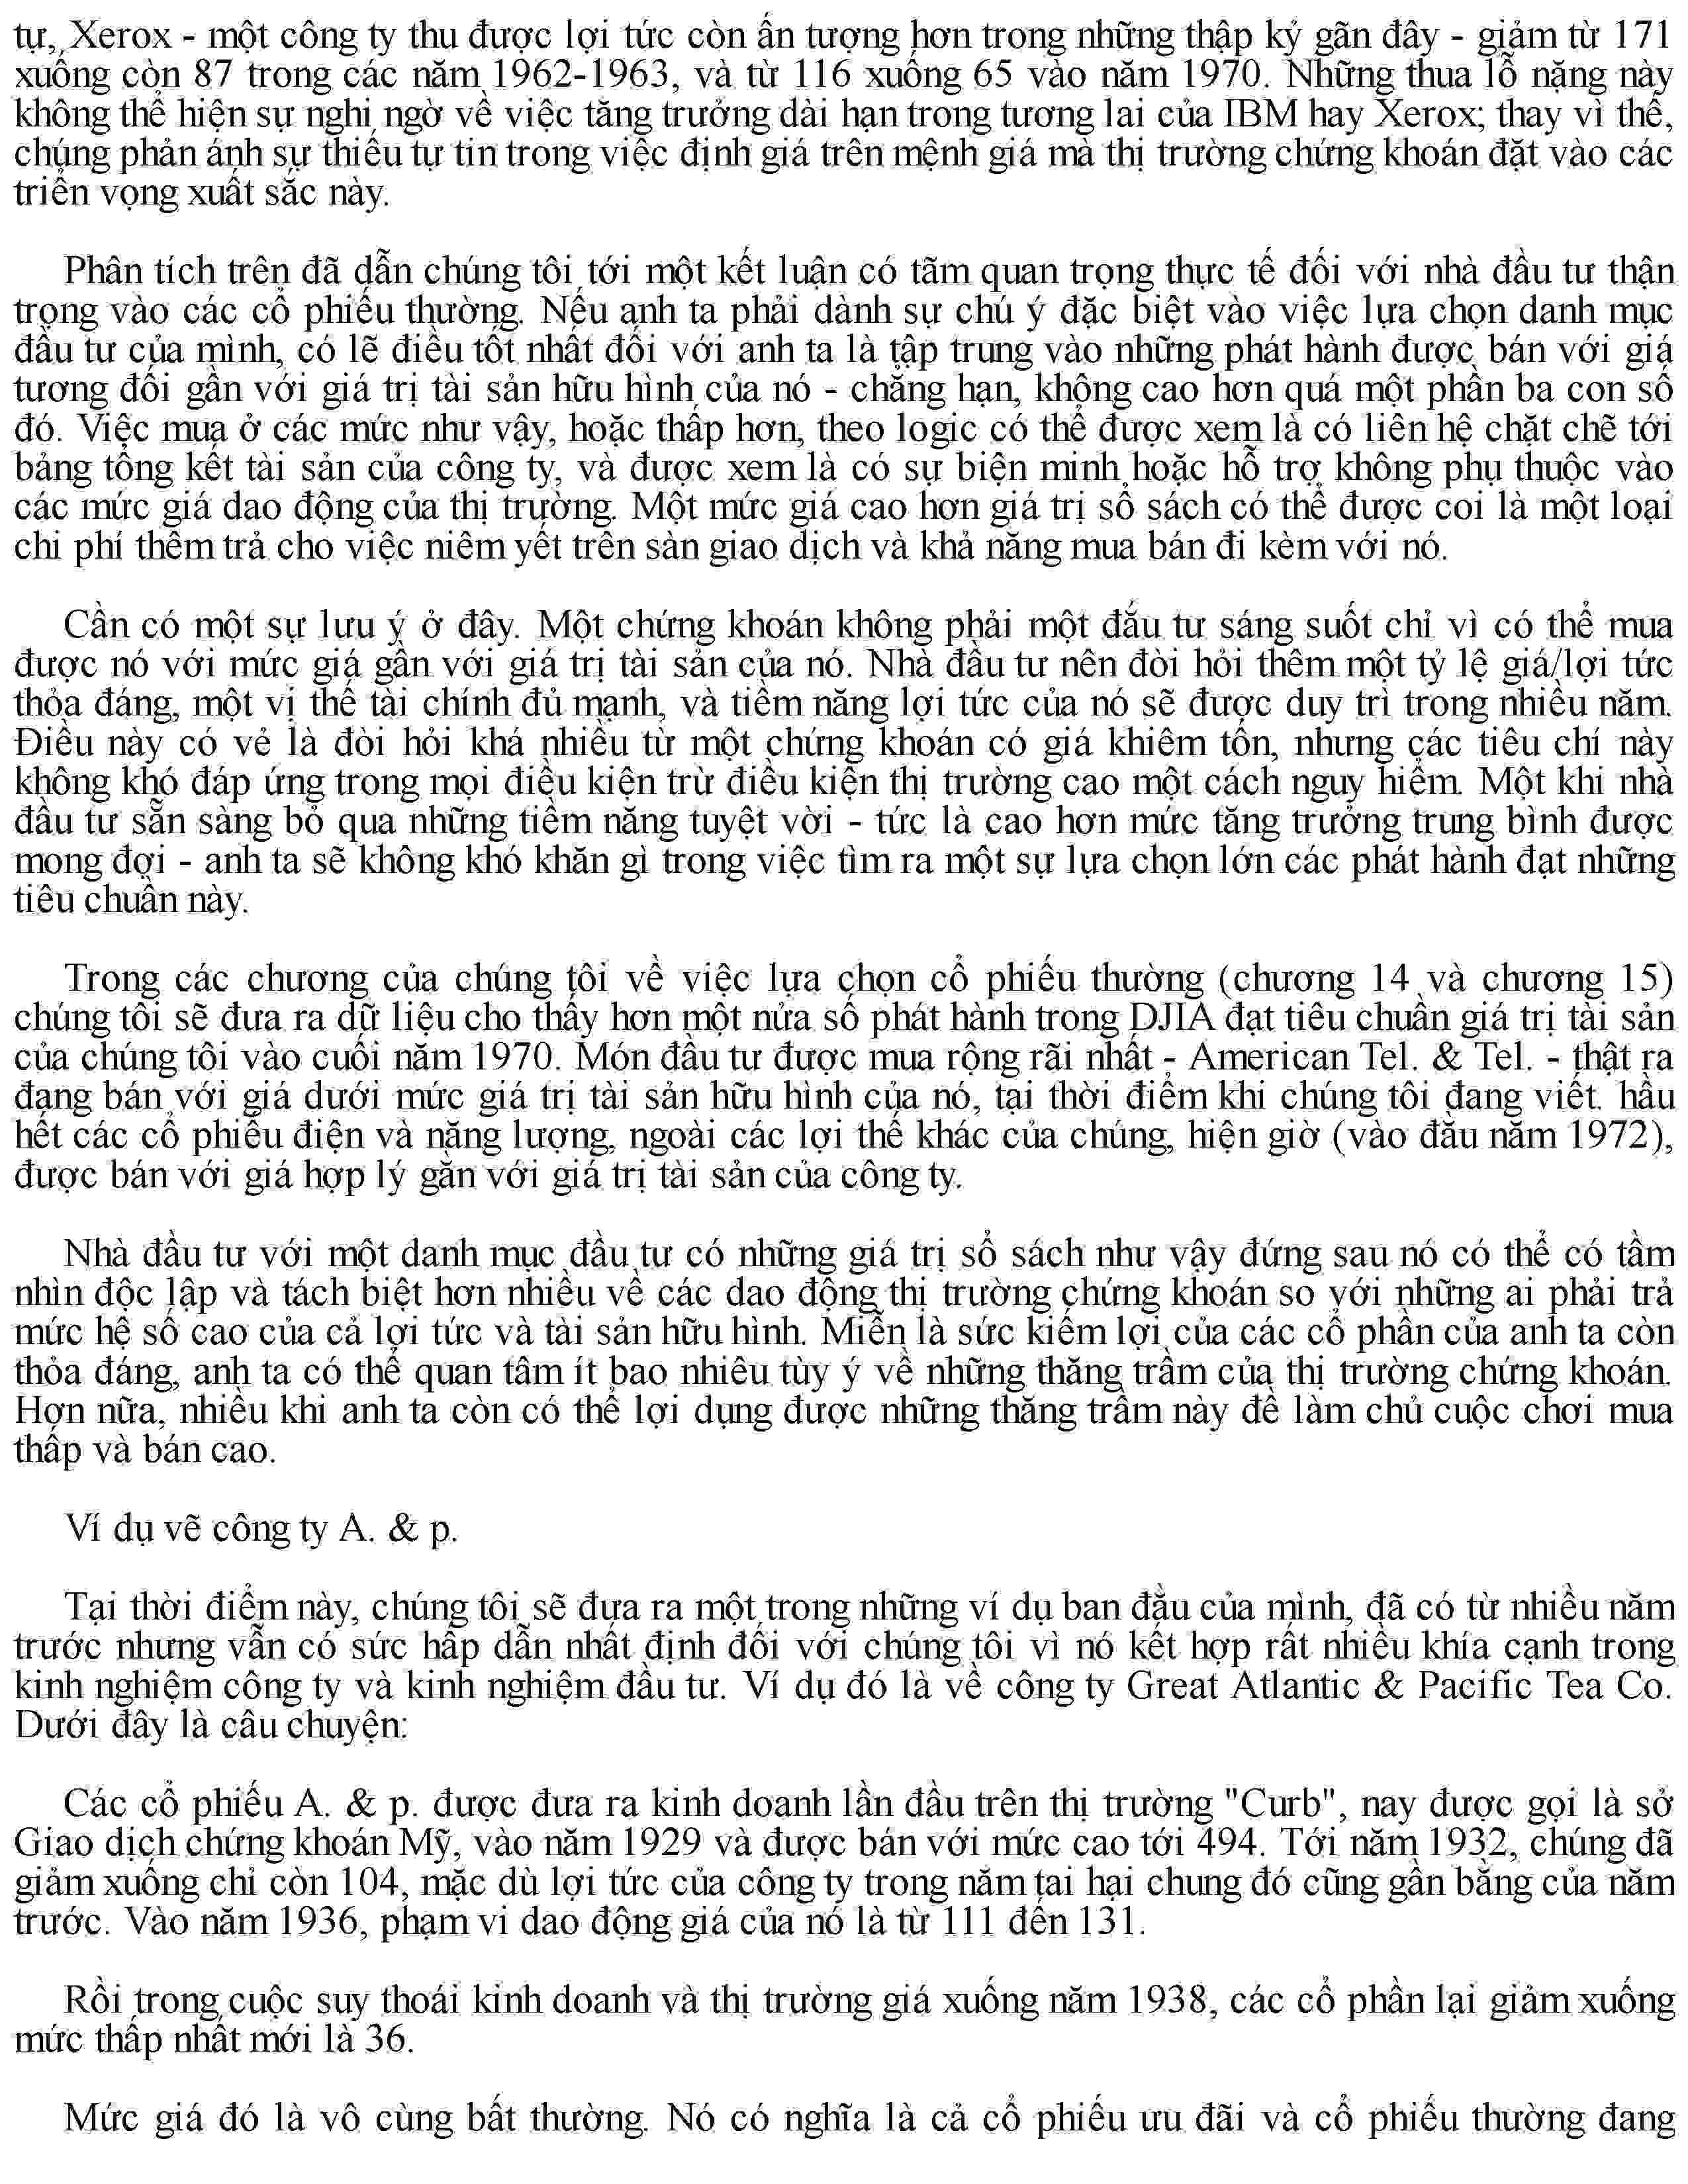 tự, Xerox - một công ty thu được lợi tức còn ấn tượng hơn trong những thập kỷ gần đây - giảm từ 171
xuống còn 87 trong các năm 1962-1963, và từ 116 xuống 65 vào năm 1970. Những thua lỗ nặng này
không thể hiện sự nghi ngờ về việc tăng trưởng dài hạn trong tương lai của IBM hay Xerox; thay vì thế,
chúng phản ánh sự thiếu tự tin trong việc định giá trên mệnh giá mà thị trường chứng khoán đặt vào các
triển vọng xuất sắc này.
Phân tích trên đã dẫn chúng tôi tới một kết luận có tãm quan trọng thực tế đối với nhà đầu tư thận
trọng vào các cổ phiếu thường. Nếu anh ta phải dành sự chú ý đặc biệt vào việc lựa chọn danh mục
đầu tư của mình, có lẽ điều tốt nhất đối với anh ta là tập trung vào những phát hành được bán với giá
tương đối gần với giá trị tài sản hữu hình của nó - chẳng hạn, không cao hơn quá một phần ba con số
đó. Việc mua ở các mức như vậy, hoặc thấp hơn, theo logic có thể được xem là có liên hệ chặt chẽ tới
bảng tổng kết tài sản của công ty, và được xem là có sự biện minh hoặc hỗ trợ không phụ thuộc vào
các mức giá dao động của thị trường. Một mức giá cao hơn giá trị sổ sách có thể được coi là một loại
chi phí thêm trả cho việc niêm yết trên sàn giao dịch và khả năng mua bán đi kèm với nó.
Cần có một sự lưu ý ở đây. Một chứng khoán không phải một đắu tư sáng suốt chỉ vì có thể mua
được nó với mức giá gần với giá trị tài sản của nó. Nhà đầu tư nên đòi hỏi thêm một tỷ lệ giá/lợi tức
thỏa đáng, một vị thế tài chính đủ mạnh, và tiềm năng lợi tức của nó sẽ được duy trì trong nhiều năm.
Điều này có vẻ là đòi hỏi khá nhiều từ một chứng khoán có giá khiêm tốn, nhưng các tiêu chí này
không khó đáp ứng trong mọi điều kiện trừ điều kiện thị trường cao một cách nguy hiểm. Một khi nhà
đầu tư sẵn sàng bỏ qua những tiềm năng tuyệt vời - tức là cao hơn mức tăng trưởng trung bình được
mong đợi - anh ta sẽ không khó khăn gì trong việc tìm ra một sự lựa chọn lớn các phát hành đạt những
tiêu chuẩn này.
Trong các chương của chúng tôi về việc lựa chọn cổ phiếu thường (chương 14 và chương 15)
chúng tôi sẽ đưa ra dữ liệu cho thấy hơn một nửa số phát hành trong DJIA đạt tiêu chuẩn giá trị tài sản
của chúng tôi vào cuối năm 1970. Món đầu tư được mua rộng rãi nhất - American Tel. & Tel. - thật ra
đang bán với giá dưới mức giá trị tài sản hữu hình của nó, tại thời điểm khi chúng tôi đang viết. hầu
hết các cổ phiếu điện và năng lượng, ngoài các lợi thế khác của chúng, hiện giờ (vào đầu năm 1972),
được bán với giá hợp lý gần với giá trị tài sản của công ty.
Nhà đầu tư với một danh mục đầu tư có những giá trị sổ sách như vậy đứng sau nó có thể có tầm
nhìn độc lập và tách biệt hơn nhiều về các dao động thị trường chứng khoán so với những ai phải trả
mức hệ số cao của cả lợi tức và tài sản hữu hình. Miễn là sức kiếm lợi của các cổ phần của anh ta còn
thỏa đáng, anh ta có thể quan tâm ít bao nhiêu tùy ý về những thăng trầm của thị trường chứng khoán.
Hơn nữa, nhiều khi anh ta còn có thể lợi dụng được những thăng trầm này để làm chủ cuộc chơi mua
thấp và bán cao.
Ví dụ vẽ công ty A. & p.
Tại thời điểm này, chúng tôi sẽ đưa ra một trong những ví dụ ban đầu của mình, đã có từ nhiều năm
trước nhưng vẫn có sức hấp dẫn nhất định đối với chúng tôi vì nó kết hợp rất nhiều khía cạnh trong
kinh nghiệm công ty và kinh nghiệm đầu tư. Ví dụ đó là về công ty Great Atlantic & Pacific Tea Co.
Dưới đây là câu chuyện:
Các cổ phiếu A. & p. được đưa ra kinh doanh lần đầu trên thị trường "Curb", nay được gọi là sở
Giao dịch chứng khoán Mỹ, vào năm 1929 và được bán với mức cao tới 494. Tới năm 1932, chúng đã
giảm xuống chỉ còn 104, mặc dù lợi tức của công ty trong năm tai hại chung đó cũng gần bằng của năm
trước. Vào năm 1936, phạm vi dao động giá của nó là từ 111 đến 131.
Rồi trong cuộc suy thoái kinh doanh và thị trường giá xuống năm 1938, các cổ phần lại giảm xuống
mức thấp nhất mới là 36.
Mức giá đó là vô cùng bất thường. Nó có nghĩa là cả cổ phiếu ưu đãi và cổ phiếu thường đang